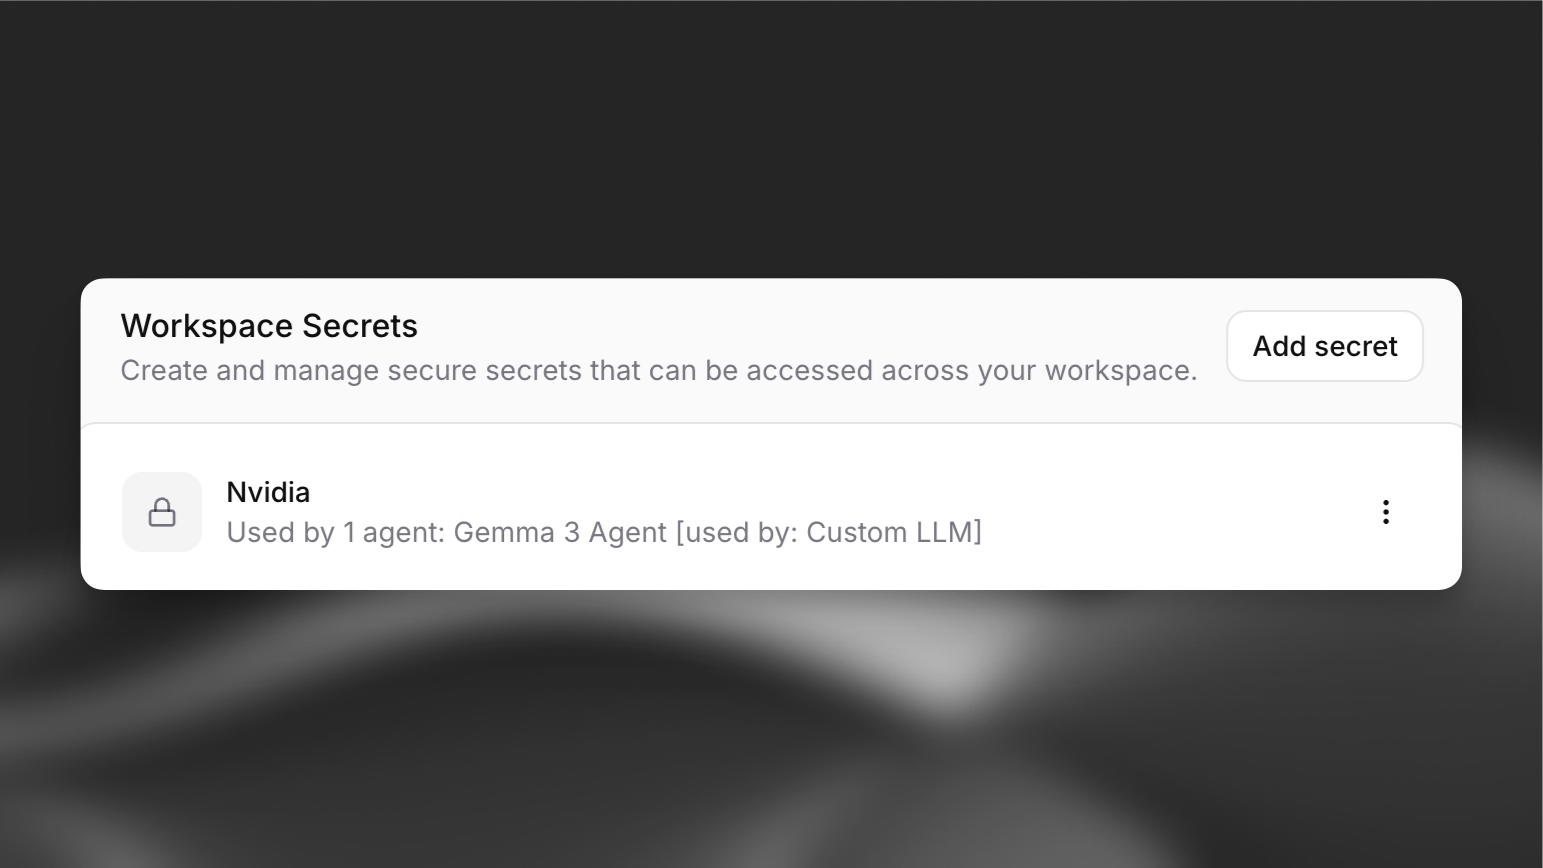 Workspace Secrets
Create and manage secure secrets that can be accessed across your workspace.
Add secret
Nvidia
Used by 1 agent: Gemma 3 Agent [used by: Custom LLM]